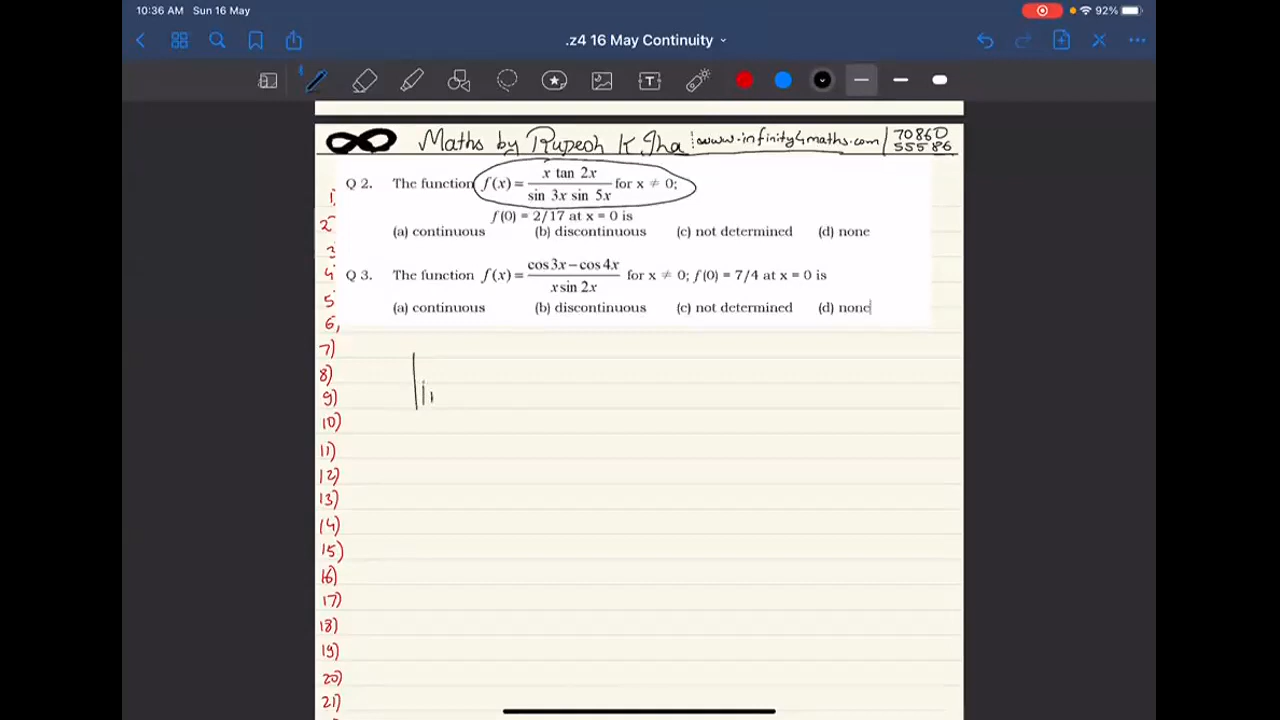 10:36 AM Sun 16 May
92%
.z4 16 May Continuity
Maths by Rupesh K.Jha www.infinity4maths.com 70860
55586
Q 2. The function f(x) = x tan 2x / sin 3x sin 5x for x ≠ 0;
f(0) = 2/17 at x = 0 is
(a) continuous (b) discontinuous (c) not determined (d) none
Q 3. The function f(x) = cos 3x – cos 4x / x sin 2x for x ≠ 0; f(0) = 7/4 at x = 0 is
(a) continuous (b) discontinuous (c) not determined (d) none
1)
2
3
4
5
6,
7)
8)
9)
10)
11)
12)
13)
14)
15)
16)
17)
18)
19)
20)
21)